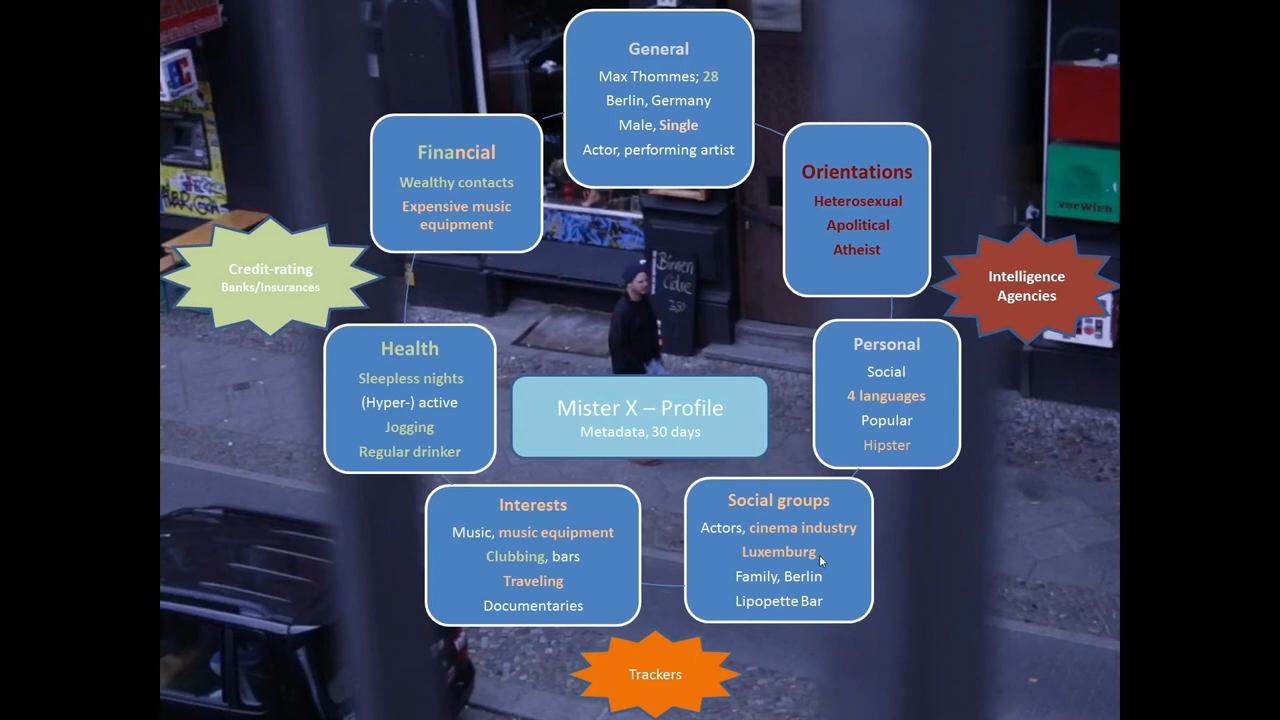 General
Max Thommes; 28
Berlin, Germany
Male, Single
Actor, performing artist
Financial
Wealthy contacts
Expensive music
equipment
Orientations
Heterosexual
Apolitical
Atheist
Credit-rating
Banks/Insurances
Intelligence
Agencies
Health
Sleepless nights
(Hyper-) active
Jogging
Regular drinker
Mister X – Profile
Metadata, 30 days
Personal
Social
4 languages
Popular
Hipster
Interests
Music, music equipment
Clubbing, bars
Traveling
Documentaries
Social groups
Actors, cinema industry
Luxemburg
Family, Berlin
Lipopette Bar
Trackers